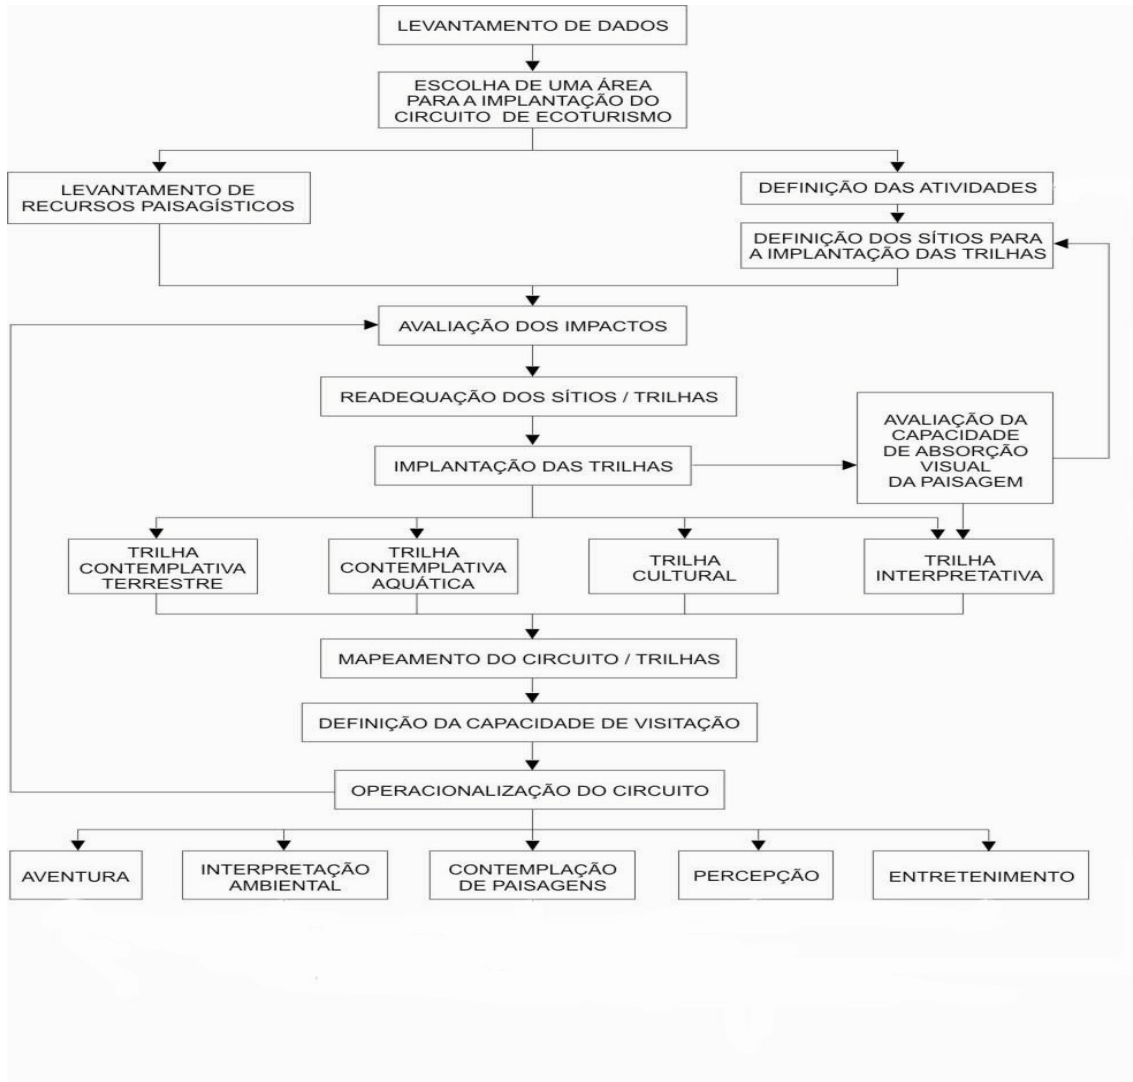 LEVANTAMENTO DE DADOS
ESCOLHA DE UMA ÁREA
PARA A IMPLANTAÇÃO DO
CIRCUITO DE ECOTURISMO
LEVANTAMENTO DE
RECURSOS PAISAGÍSTICOS
DEFINIÇÃO DAS ATIVIDADES
DEFINIÇÃO DOS SÍTIOS PARA
A IMPLANTAÇÃO DAS TRILHAS
AVALIAÇÃO DOS IMPACTOS
READEQUAÇÃO DOS SÍTIOS / TRILHAS
IMPLANTAÇÃO DAS TRILHAS
AVALIAÇÃO DA
CAPACIDADE
DE ABSORÇÃO
VISUAL
DA PAISAGEM
TRILHA
CONTEMPLATIVA
TERRESTRE
TRILHA
CONTEMPLATIVA
AQUÁTICA
TRILHA
CULTURAL
TRILHA
INTERPRETATIVA
MAPEAMENTO DO CIRCUITO / TRILHAS
DEFINIÇÃO DA CAPACIDADE DE VISITAÇÃO
OPERACIONALIZAÇÃO DO CIRCUITO
AVENTURA
INTERPRETAÇÃO
AMBIENTAL
CONTEMPLAÇÃO
DE PAISAGENS
PERCEPÇÃO
ENTRETENIMENTO